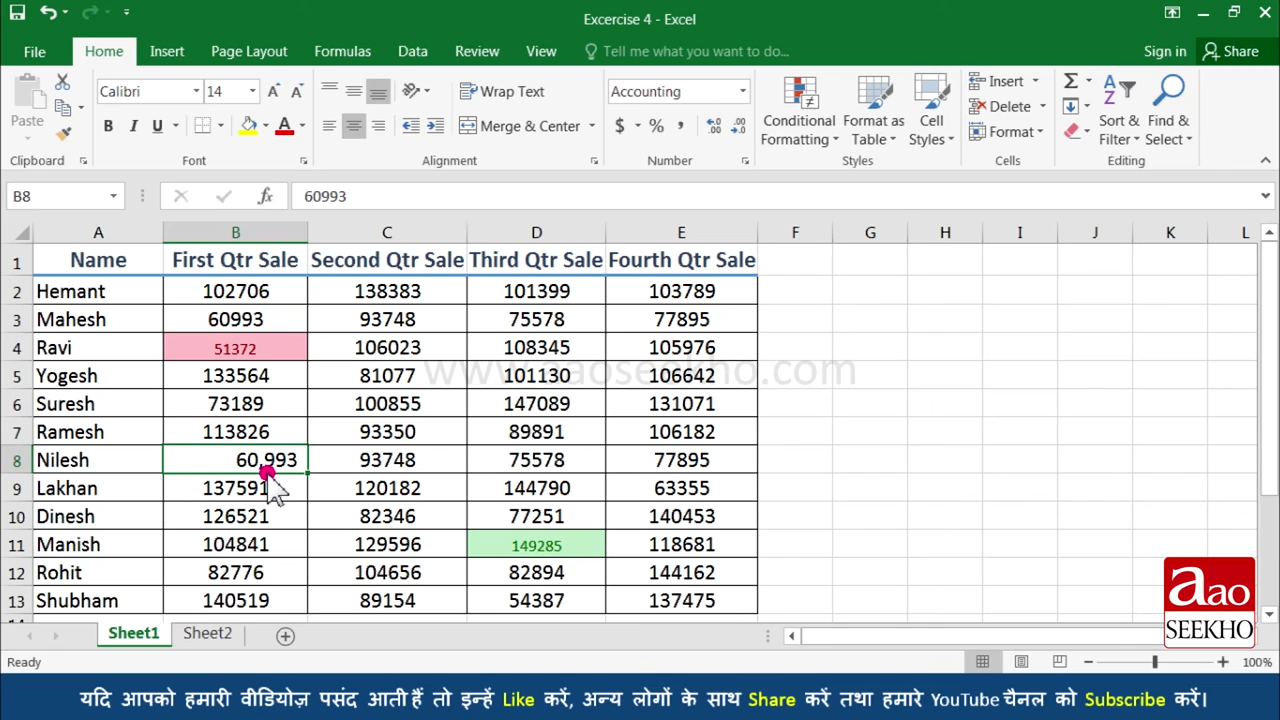 Excercise 4 - Excel
File Home Insert Page Layout Formulas Data Review View Tell me what you want to do... Sign in Share
Paste Calibri 14 Wrap Text Accounting Conditional Formatting Format as Table Cell Styles Insert Sort & Filter Find & Select
B I U Merge & Center $ % , Delete
Format
Clipboard Font Alignment Number Styles Cells Editing
B8 fx 60993
A B C D E F G H I J K L
1 Name First Qtr Sale Second Qtr Sale Third Qtr Sale Fourth Qtr Sale
2 Hemant 102706 138383 101399 103789
3 Mahesh 60993 93748 75578 77895
4 Ravi 51372 106023 108345 105976
www.aaoseekho.com
5 Yogesh 133564 81077 101130 106642
6 Suresh 73189 100855 147089 131071
7 Ramesh 113826 93350 89891 106182
8 Nilesh 60,993 93748 75578 77895
9 Lakhan 137591 120182 144790 63355
10 Dinesh 126521 82346 77251 140453
11 Manish 104841 129596 149285 118681
12 Rohit 82776 104656 82894 144162
13 Shubham 140519 89154 54387 137475
aao
SEEKHO
Sheet1 Sheet2
Ready 100%
यदि आपको हमारी वीडियोज़ पसंद आती हैं तो इन्हें Like करें, अन्य लोगों के साथ Share करें तथा हमारे YouTube चैनल को Subscribe करें।